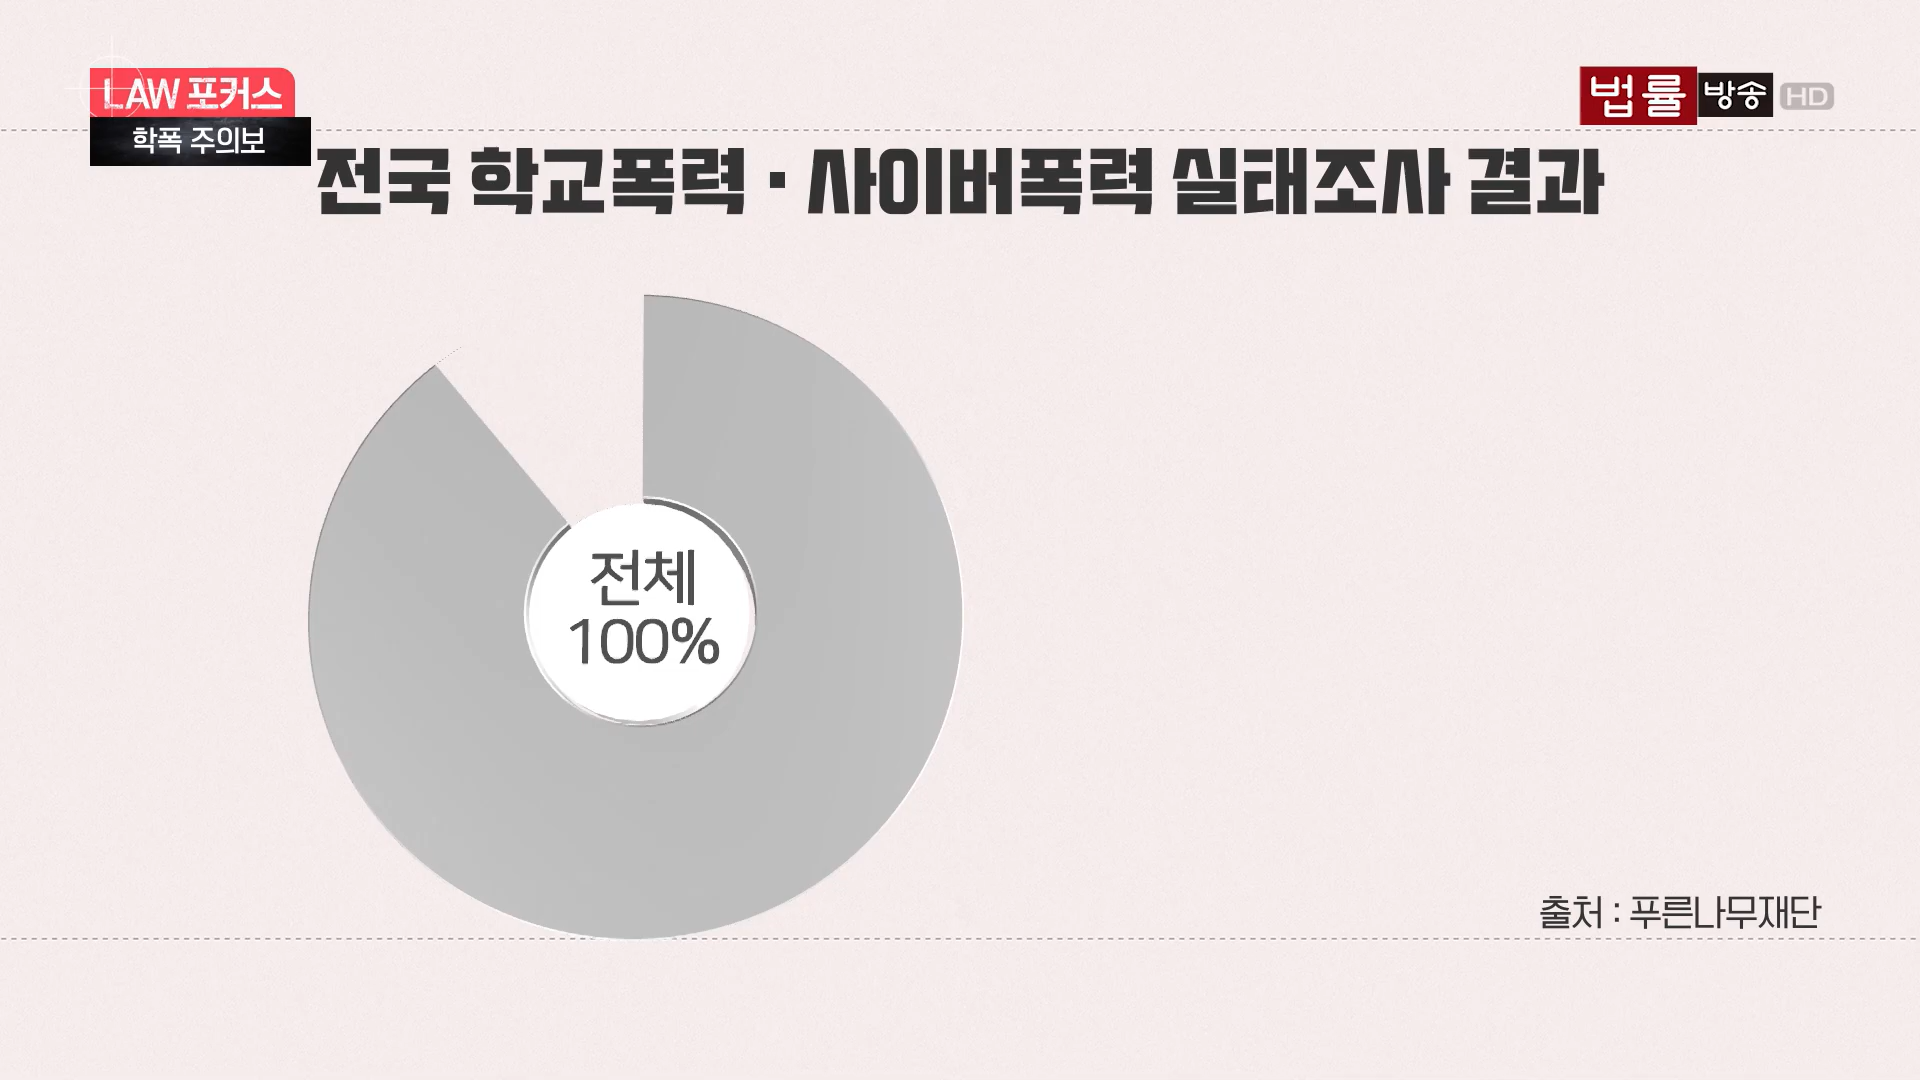 LAW 포커스
학폭 주의보
법률방송 HD
전국 학교폭력 · 사이버폭력 실태조사 결과
전체
100%
출처 : 푸른나무재단